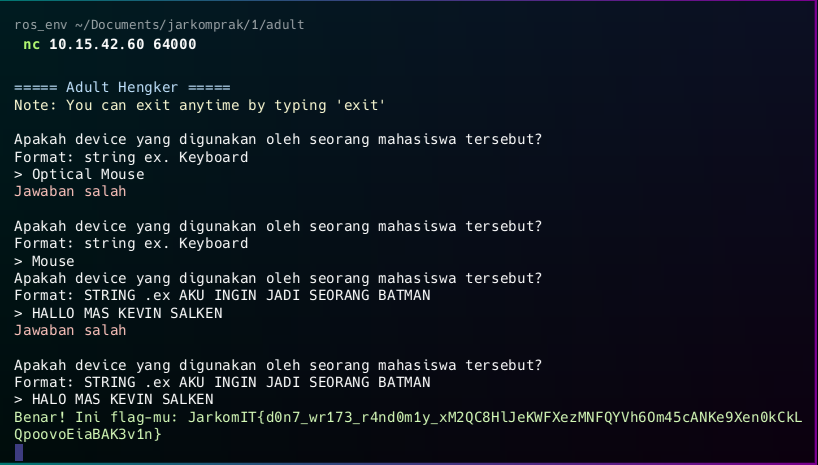 ros_env ~/Documents/jarkomprak/1/adult
nc 10.15.42.60 64000
===== Adult Hengker =====
Note: You can exit anytime by typing 'exit'
Apakah device yang digunakan oleh seorang mahasiswa tersebut?
Format: string ex. Keyboard
> Optical Mouse
Jawaban salah
Apakah device yang digunakan oleh seorang mahasiswa tersebut?
Format: string ex. Keyboard
> Mouse
Apakah device yang digunakan oleh seorang mahasiswa tersebut?
Format: STRING .ex AKU INGIN JADI SEORANG BATMAN
> HALLO MAS KEVIN SALKEN
Jawaban salah
Apakah device yang digunakan oleh seorang mahasiswa tersebut?
Format: STRING .ex AKU INGIN JADI SEORANG BATMAN
> HALO MAS KEVIN SALKEN
Benar! Ini flag-mu: JarkomIT{d0n7_wr173_r4nd0m1y_xM2QC8HlJeKWFXezMNFQYVh6Om45cANKe9Xen0kCkL
QpoovoEiaBAK3v1n}